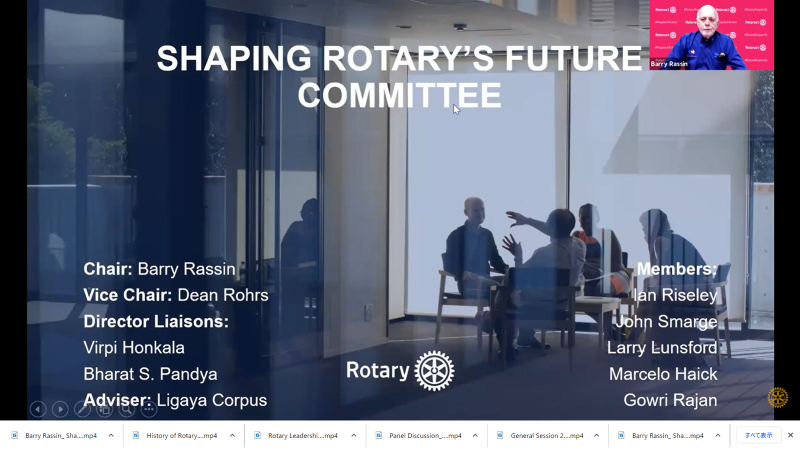 SHAPING ROTARY'S FUTURE
COMMITTEE
Barry Rassin
Chair: Barry Rassin
Vice Chair: Dean Rohrs
Director Liaisons:
Virpi Honkala
Bharat S. Pandya
Adviser: Ligaya Corpus
Members:
Ian Riseley
John Smarge
Larry Lunsford
Marcelo Haick
Gowri Rajan
Rotary
Barry Rassin_ Sha....mp4
History of Rotary....mp4
Rotary Leadershi....mp4
Panel Discussion_....mp4
General Session 2....mp4
Barry Rassin_ Sha....mp4
すべて表示